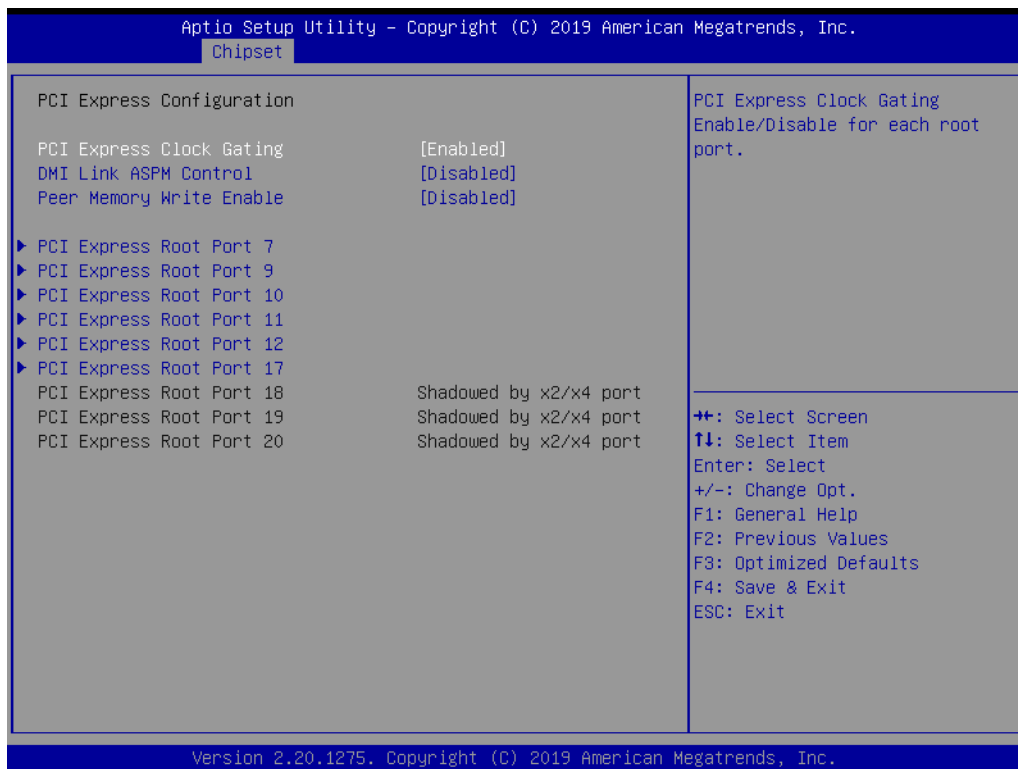 Aptio Setup Utility – Copyright (C) 2019 American Megatrends, Inc.
Chipset
PCI Express Configuration
PCI Express Clock Gating [Enabled]
DMI Link ASPM Control [Disabled]
Peer Memory Write Enable [Disabled]
PCI Express Root Port 7
PCI Express Root Port 9
PCI Express Root Port 10
PCI Express Root Port 11
PCI Express Root Port 12
PCI Express Root Port 17
PCI Express Root Port 18 Shadowed by x2/x4 port
PCI Express Root Port 19 Shadowed by x2/x4 port
PCI Express Root Port 20 Shadowed by x2/x4 port
PCI Express Clock Gating
Enable/Disable for each root
port.
→←: Select Screen
↑↓: Select Item
Enter: Select
+/-: Change Opt.
F1: General Help
F2: Previous Values
F3: Optimized Defaults
F4: Save & Exit
ESC: Exit
Version 2.20.1275. Copyright (C) 2019 American Megatrends, Inc.